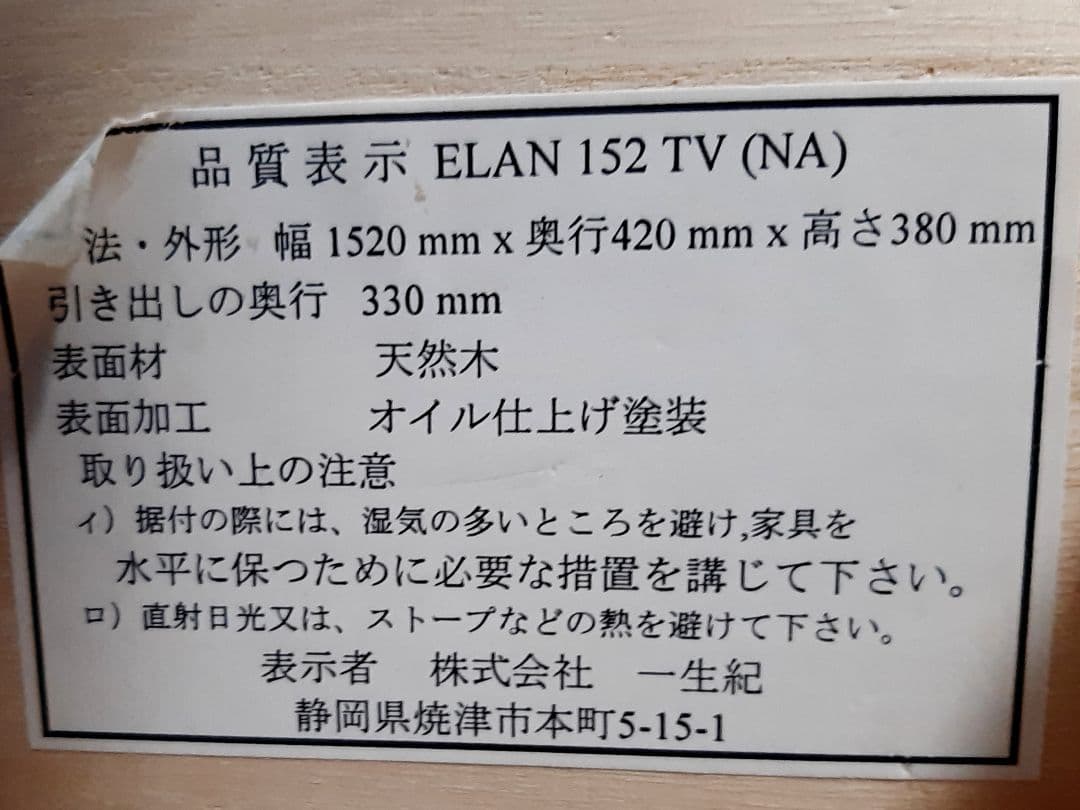 品質表示 ELAN 152 TV (NA)
法・外形 幅 1520 mm x 奥行420 mm x 高さ380 mm
引き出しの奥行 330 mm
表面材 天然木
表面加工 オイル仕上げ塗装
取り扱い上の注意
ィ）据付の際には、湿気の多いところを避け,家具を
水平に保つために必要な措置を講じて下さい。
ロ）直射日光又は、ストープなどの熱を避けて下さい。
表示者 株式会社 一生紀
静岡県焼津市本町5-15-1